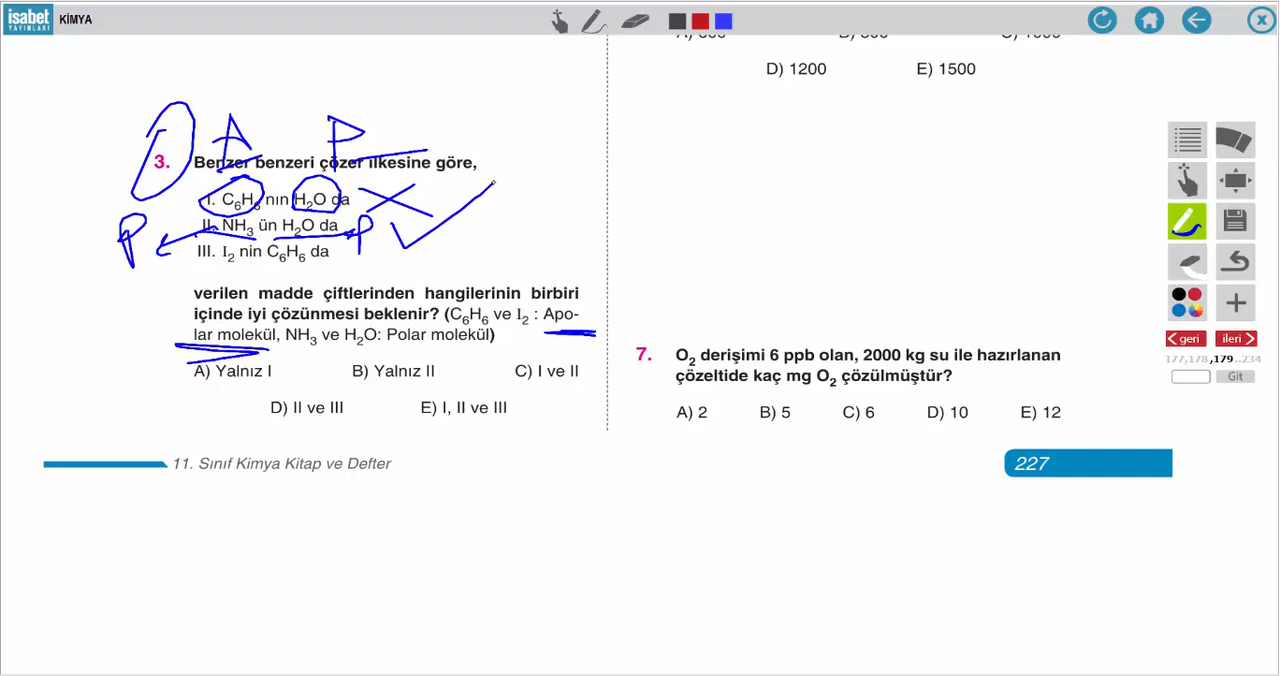 isabet
YAYINLARI
KİMYA
D) 1200 E) 1500
A P
3. Benzer benzeri çözer ilkesine göre,
I. C₆H₆ nın H₂O da
II. NH₃ ün H₂O da
P P
III. I₂ nin C₆H₆ da
verilen madde çiftlerinden hangilerinin birbiri
içinde iyi çözünmesi beklenir? (C₆H₆ ve I₂ : Apo-
lar molekül, NH₃ ve H₂O: Polar molekül)
A) Yalnız I B) Yalnız II C) I ve II
D) II ve III E) I, II ve III
7. O₂ derişimi 6 ppb olan, 2000 kg su ile hazırlanan
çözeltide kaç mg O₂ çözülmüştür?
A) 2 B) 5 C) 6 D) 10 E) 12
11. Sınıf Kimya Kitap ve Defter
227
geri ileri
177,178,179..234
Git